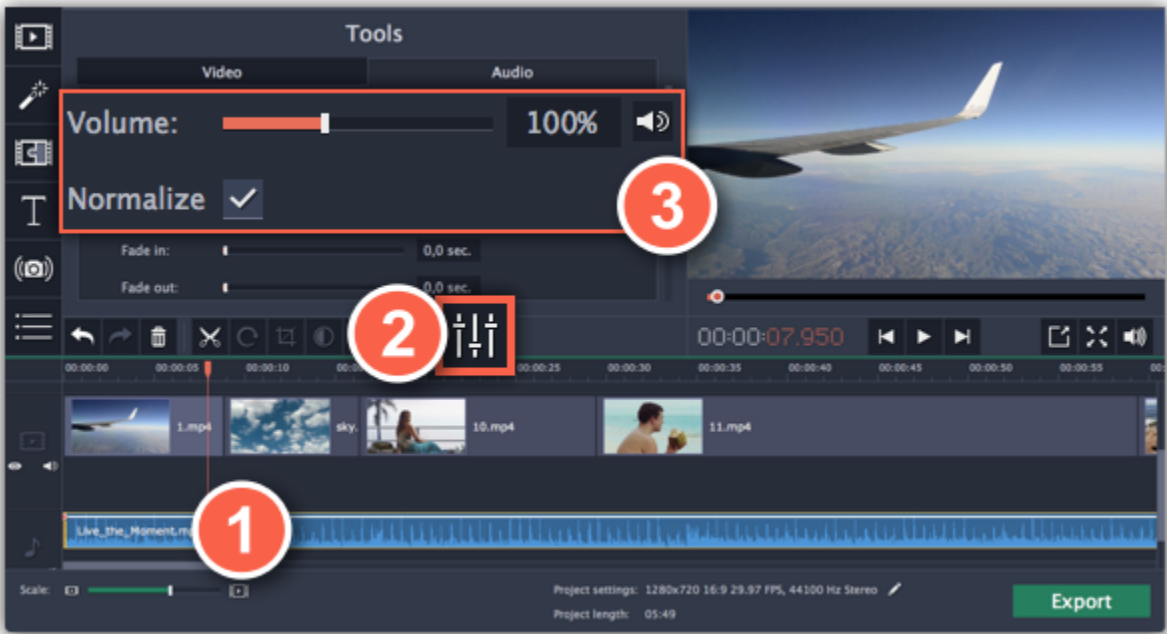 Tools
Video Audio
Volume: 100%
3
Normalize
T
Fade in: 0,0 sec.
Fade out: 0,0 sec.
2
00:00:07.950
00:00:00 00:00:05 00:00:10 00:00:25 00:00:30 00:00:35 00:00:40 00:00:45 00:00:50 00:00:55
1.mp4 sky. 10.mp4 11.mp4
1
Live_the_Moment.mp
Scale:
Project settings: 1280x720 16:9 29.97 FPS, 44100 Hz Stereo
Export
Project length: 05:49